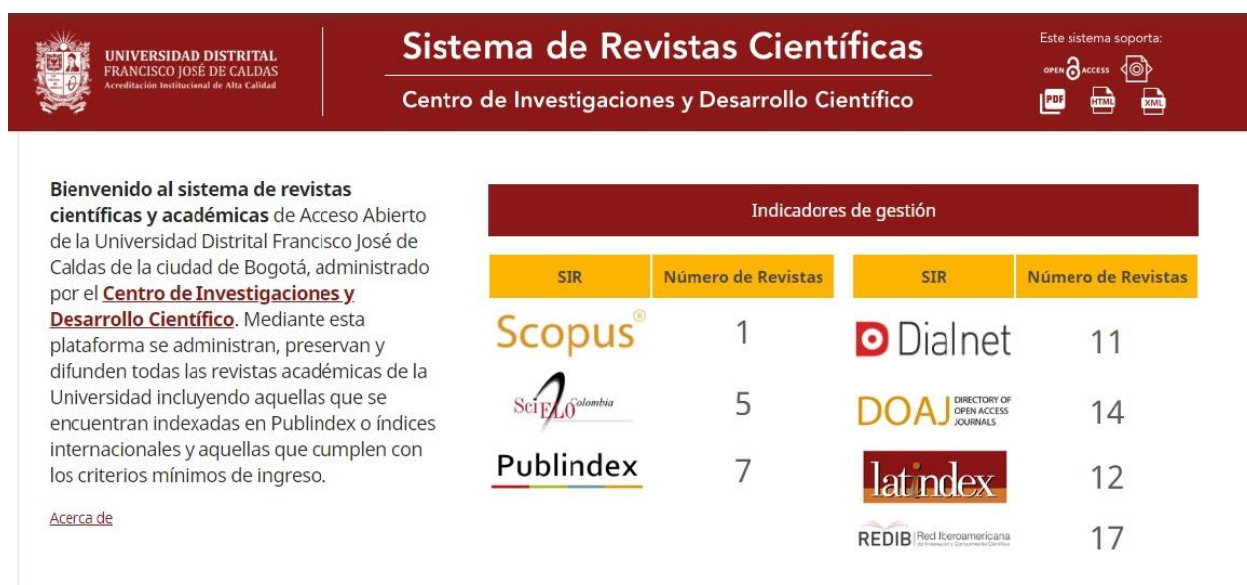 UNIVERSIDAD DISTRITAL
FRANCISCO JOSÉ DE CALDAS
Acreditación Institucional de Alta Calidad
Sistema de Revistas Científicas
Centro de Investigaciones y Desarrollo Científico
Este sistema soporta:
OPEN ACCESS
PDF HTML XML
Bienvenido al sistema de revistas
científicas y académicas de Acceso Abierto
de la Universidad Distrital Francisco José de
Caldas de la ciudad de Bogotá, administrado
por el Centro de Investigaciones y
Desarrollo Científico. Mediante esta
plataforma se administran, preservan y
difunden todas las revistas académicas de la
Universidad incluyendo aquellas que se
encuentran indexadas en Publindex o índices
internacionales y aquellas que cumplen con
los criterios mínimos de ingreso.
Acerca de
Indicadores de gestión
SIR Número de Revistas SIR Número de Revistas
Scopus® 1
SciELO Colombia 5
Publindex 7
Dialnet 11
DOAJ DIRECTORY OF
OPEN ACCESS
JOURNALS 14
latindex 12
REDIB Red Iberoamericana
de Innovación y Conocimiento Científico 17